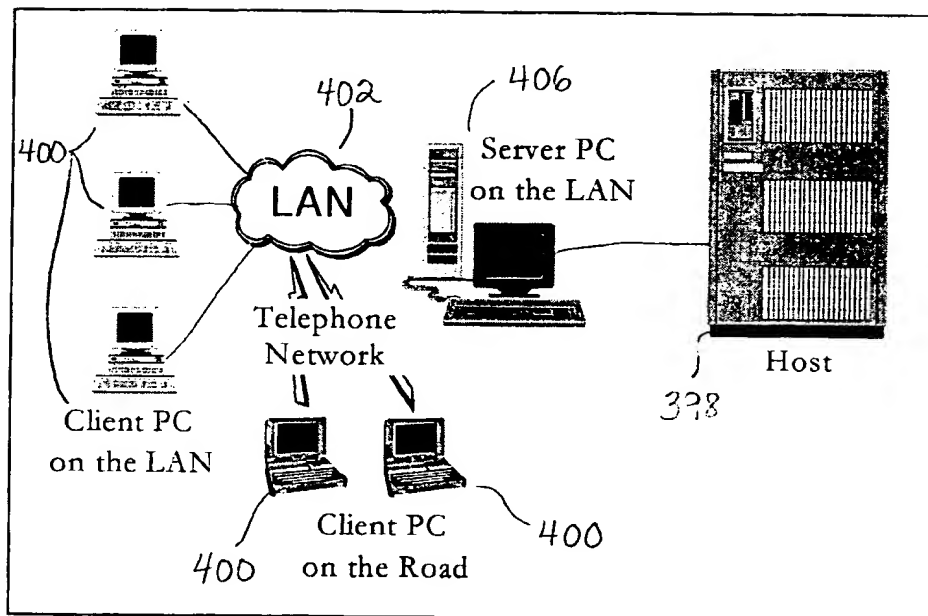 402
406
400
LAN
Server PC
on the LAN
Telephone
Network
Host
398
Client PC
on the LAN
400
400
Client PC
on the Road